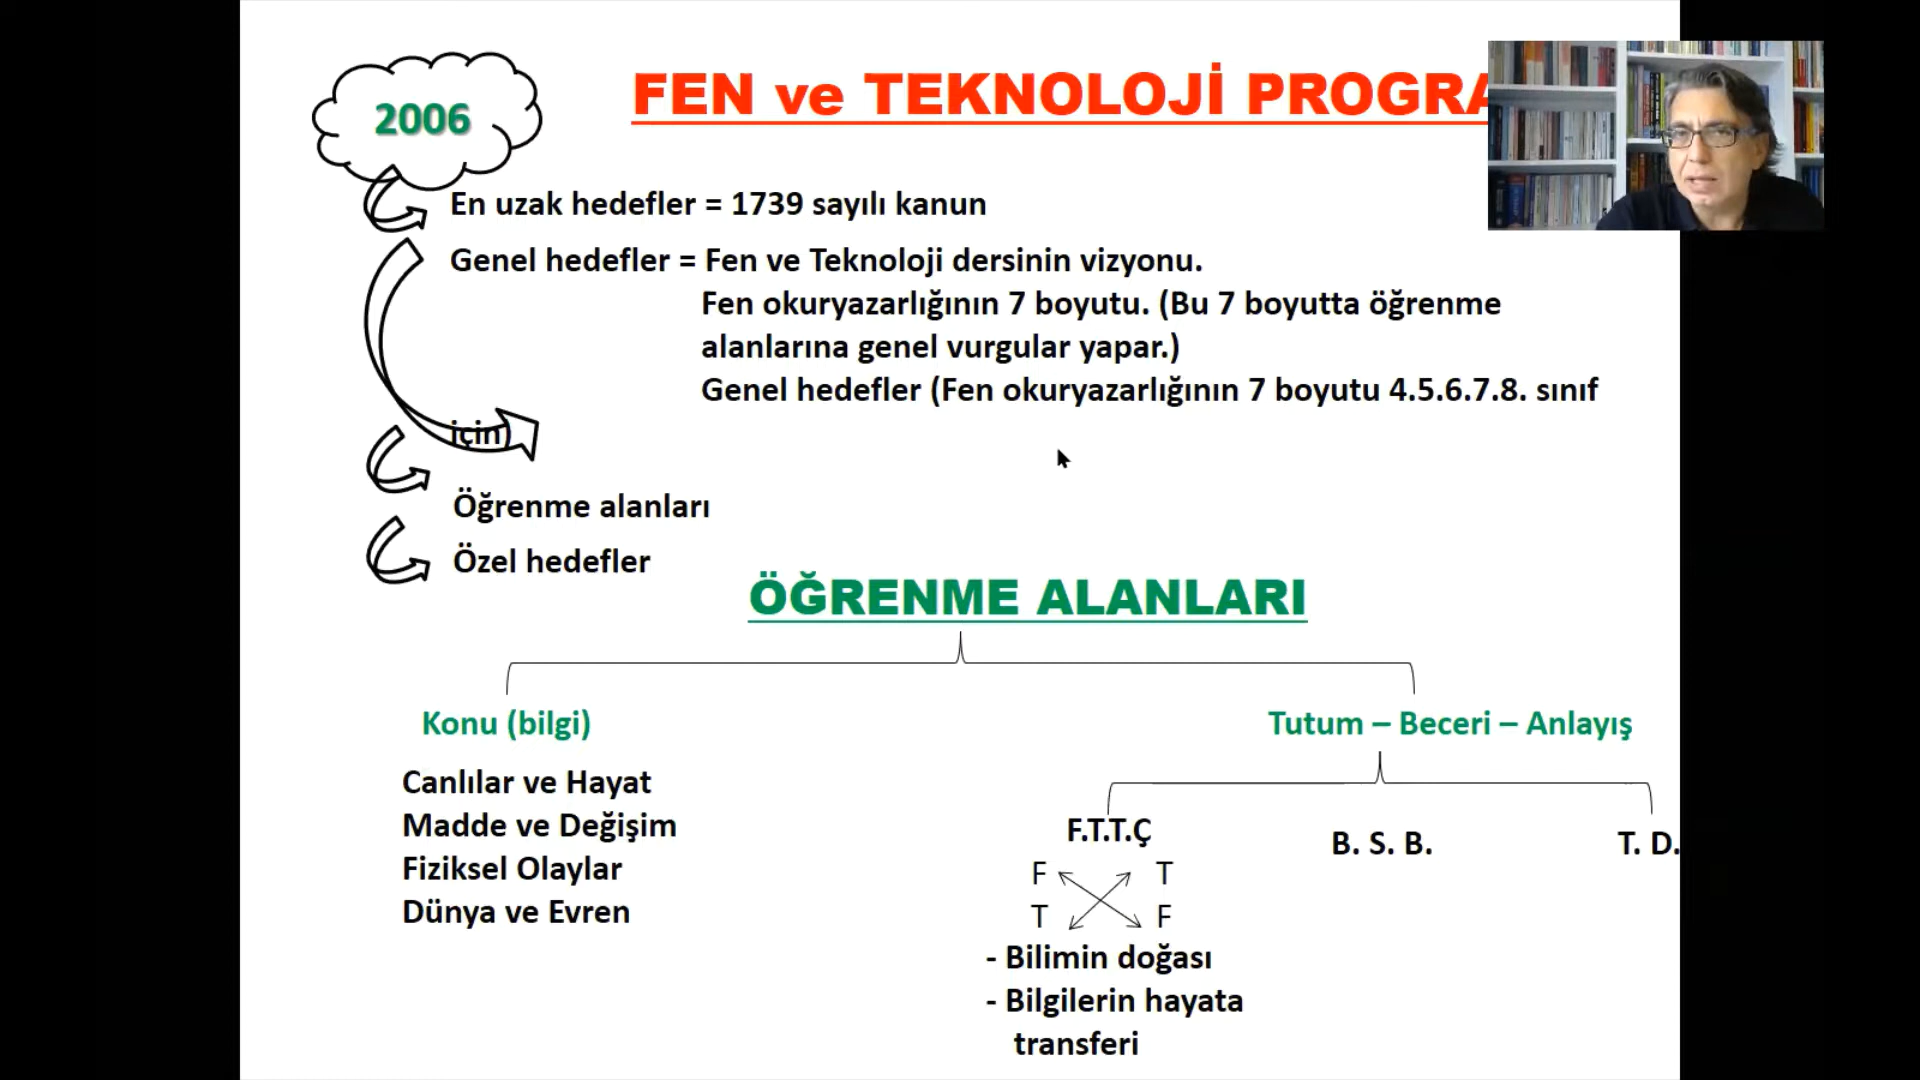 2006
FEN ve TEKNOLOJİ PROGRA
En uzak hedefler = 1739 sayılı kanun
Genel hedefler = Fen ve Teknoloji dersinin vizyonu.
Fen okuryazarlığının 7 boyutu. (Bu 7 boyutta öğrenme
alanlarına genel vurgular yapar.)
Genel hedefler (Fen okuryazarlığının 7 boyutu 4.5.6.7.8. sınıf
için)
Öğrenme alanları
Özel hedefler
ÖĞRENME ALANLARI
Konu (bilgi)
Canlılar ve Hayat
Madde ve Değişim
Fiziksel Olaylar
Dünya ve Evren
Tutum – Beceri – Anlayış
F.T.T.Ç
B. S. B.
T. D.
F T
T F
- Bilimin doğası
- Bilgilerin hayata
transferi